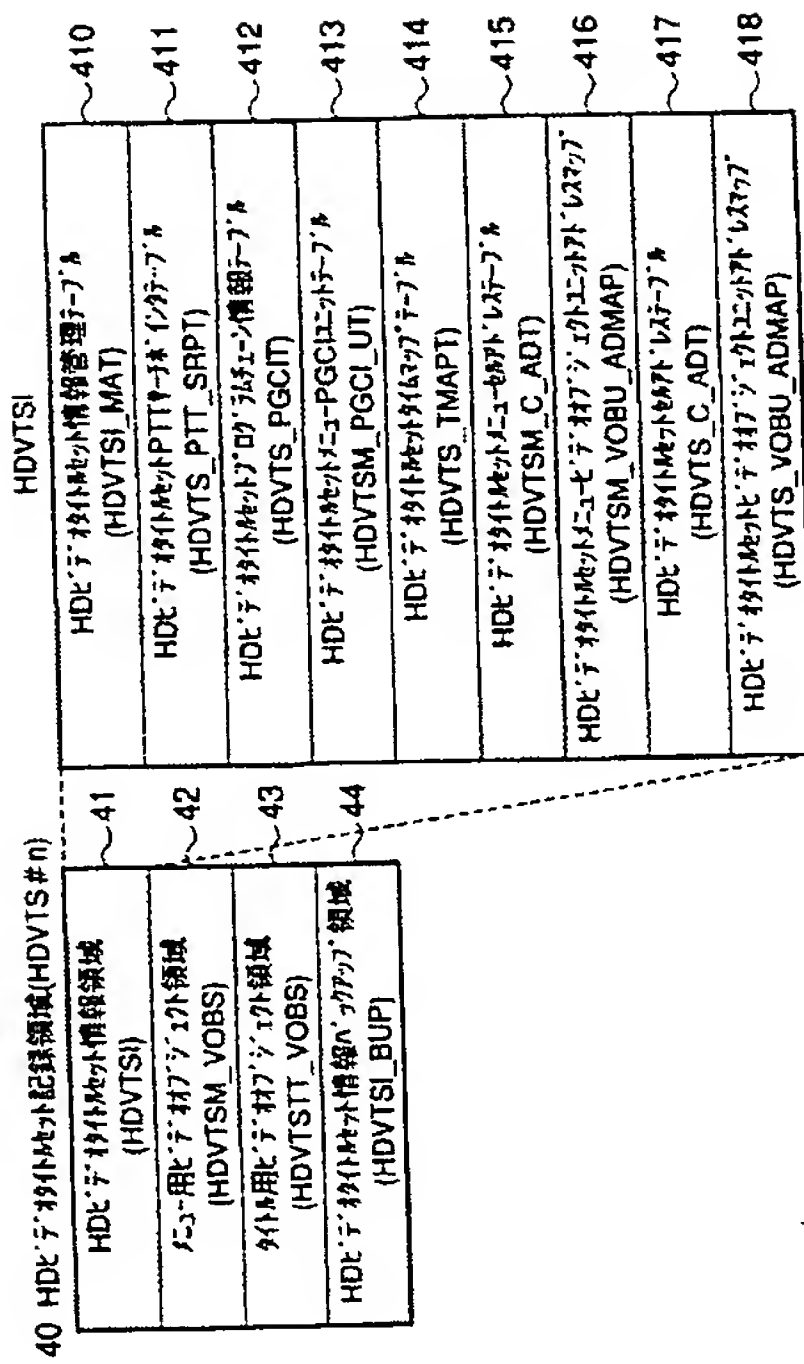 40 HDビデオタイトルセット記録領域(HDVTS#n)
HDビデオタイトルセット情報領域
(HDVTSI)
41
メニュー用ビデオオブジェクト領域
(HDVTSM_VOBS)
42
タイトル用ビデオオブジェクト領域
(HDVTSTT_VOBS)
43
HDビデオタイトルセット情報バックアップ領域
(HDVTSI_BUP)
44
HDVTSI
HDビデオタイトルセット情報管理テーブル
(HDVTSI_MAT)
410
HDビデオタイトルセットPTTサーチポインタテーブル
(HDVTS_PTT_SRPT)
411
HDビデオタイトルセットプログラムチェーン情報テーブル
(HDVTS_PGCIT)
412
HDビデオタイトルセットメニューPGCIユニットテーブル
(HDVTSM_PGCI_UT)
413
HDビデオタイトルセットタイムマップテーブル
(HDVTS_TMAPT)
414
HDビデオタイトルセットメニューセルアドレステーブル
(HDVTSM_C_ADT)
415
HDビデオタイトルセットメニュービデオオブジェクトユニットアドレスマップ
(HDVTSM_VOBU_ADMAP)
416
HDビデオタイトルセットセルアドレステーブル
(HDVTS_C_ADT)
417
HDビデオタイトルセットビデオオブジェクトユニットアドレスマップ
(HDVTS_VOBU_ADMAP)
418